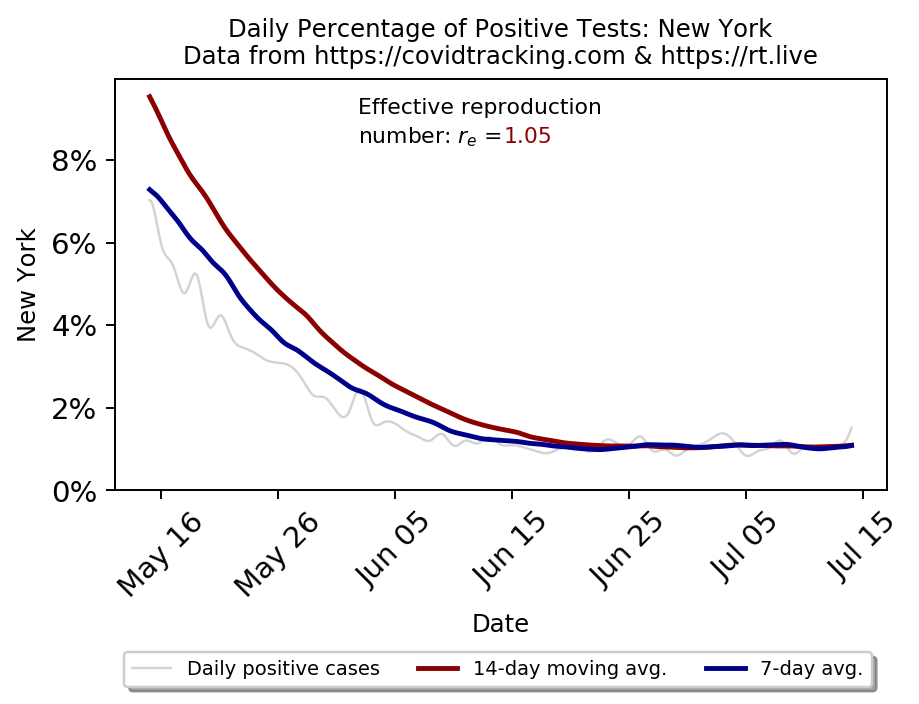 Daily Percentage of Positive Tests: New York
Data from https://covidtracking.com & https://rt.live
Effective reproduction
number: rₑ =1.05
8%
6%
4%
2%
0%
New York
May 16
May 26
Jun 05
Jun 15
Jun 25
Jul 05
Jul 15
Date
Daily positive cases
14-day moving avg.
7-day avg.